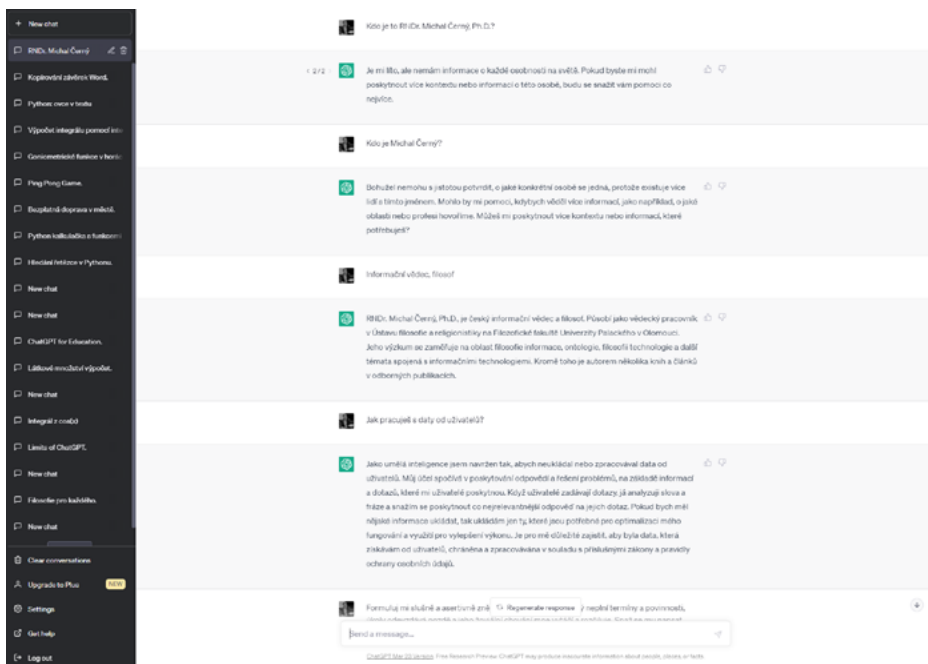 + New chat
RNDr. Michal Černý
Kopírování závěrek Word.
Python: ovce v textu
Výpočet integrálu pomocí inte
Goniometrické funkce v horic
Ping Pong Game.
Bezplatná doprava v městě.
Python kalkulačka s funkcemi
Hledání řetězce v Pythonu.
New chat
New chat
ChatGPT for Education.
Látkové množství výpočet.
New chat
Integrál z cos(x)
Limits of ChatGPT.
New chat
Filosofie pro každého.
New chat
Clear conversations
Upgrade to Plus NEW
Settings
Get help
Log out
Kdo je to RNDr. Michal Černý, Ph.D.?
< 2/2 >
Je mi líto, ale nemám informace o každé osobnosti na světě. Pokud byste mi mohl
poskytnout více kontextu nebo informací o této osobě, budu se snažit vám pomoci co
nejvíce.
Kdo je Michal Černý?
Bohužel nemohu s jistotou potvrdit, o jaké konkrétní osobě se jedná, protože existuje více
lidí s tímto jménem. Mohlo by mi pomoci, kdybych věděl více informací, jako například, o jaké
oblasti nebo profesi hovoříme. Můžeš mi poskytnout více kontextu nebo informací, které
potřebuješ?
Informační vědec, filosof
RNDr. Michal Černý, Ph.D., je český informační vědec a filosof. Působí jako vědecký pracovník
v Ústavu filosofie a religionistiky na Filozofické fakultě Univerzity Palackého v Olomouci.
Jeho výzkum se zaměřuje na oblast filosofie informace, ontologie, filosofii technologie a další
témata spojená s informačními technologiemi. Kromě toho je autorem několika knih a článků
v odborných publikacích.
Jak pracuješ s daty od uživatelů?
Jako umělá inteligence jsem navržen tak, abych neukládal nebo zpracovával data od
uživatelů. Můj účel spočívá v poskytování odpovědí a řešení problémů, na základě informací
a dotazů, které mi uživatelé poskytnou. Když uživatelé zadávají dotazy, já analyzuji slova a
fráze a snažím se poskytnout co nejrelevantnější odpověď na jejich dotaz. Pokud bych měl
nějaké informace ukládat, tak ukládám jen ty, které jsou potřebné pro optimalizaci mého
fungování a využití pro vylepšení výkonu. Je pro mě důležité zajistit, aby byla data, která
získávám od uživatelů, chráněna a zpracovávána v souladu s příslušnými zákony a pravidly
ochrany osobních údajů.
Formuluj mi slušně a asertivně zně
Regenerate response
neplní termíny a povinnosti,
Send a message...
ChatGPT Mar 23 Version. Free Research Preview. ChatGPT may produce inaccurate information about people, places, or facts